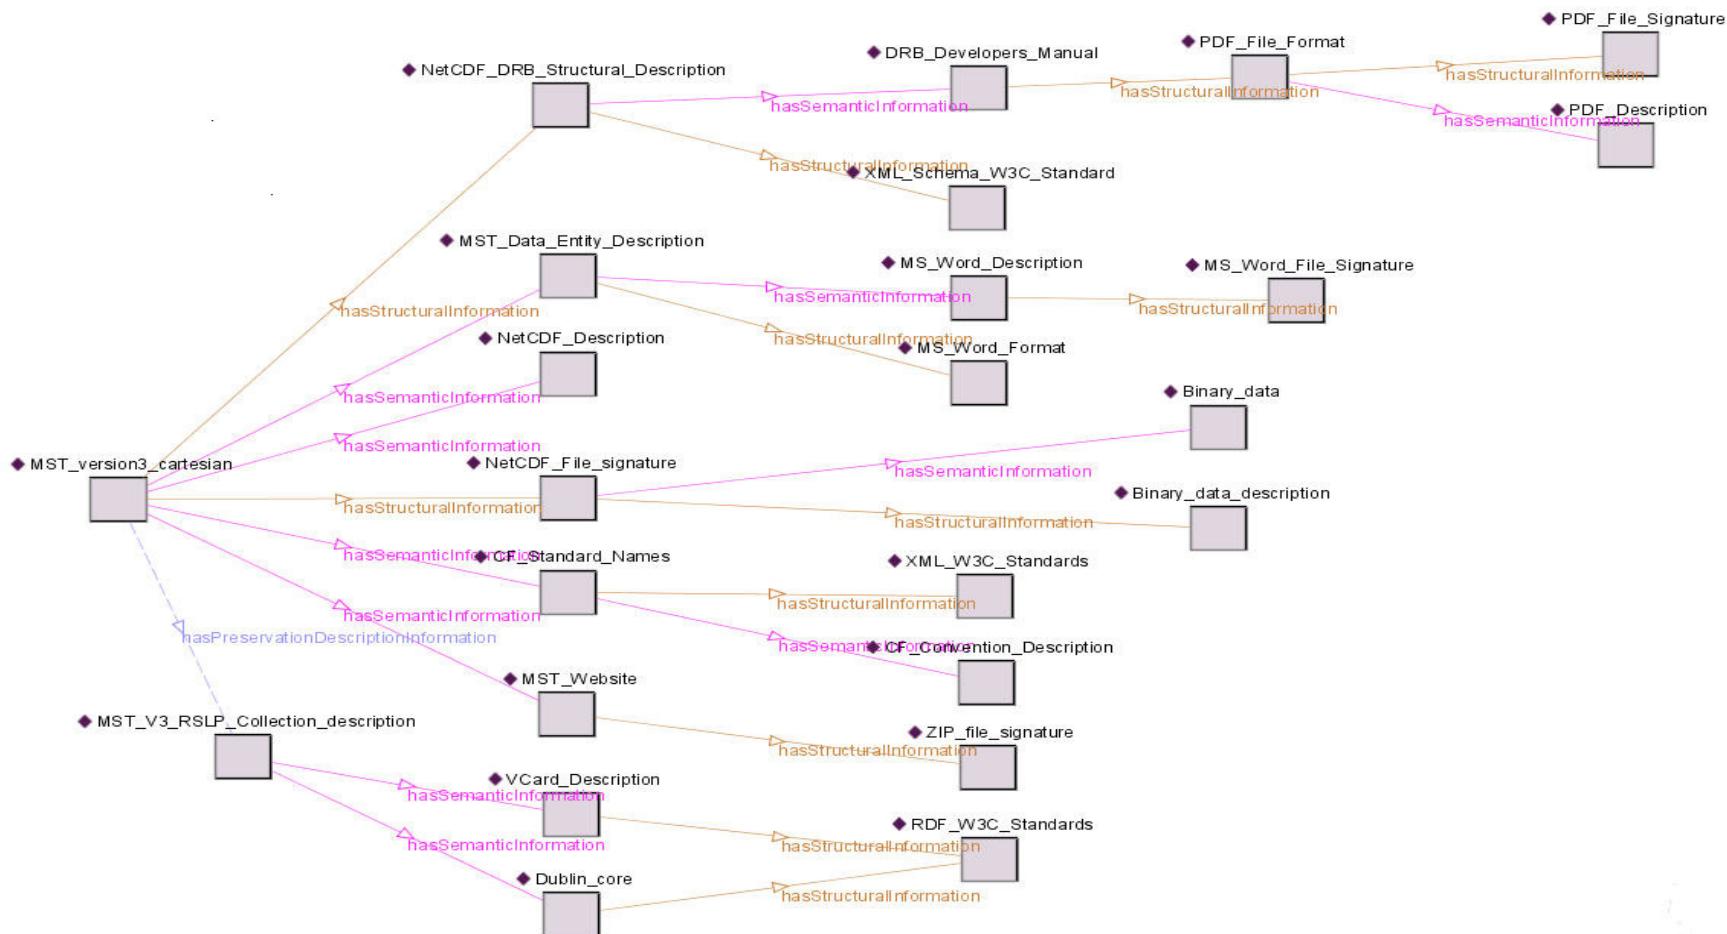 PDF_File_Signature
PDF_File_Format
DRB_Developers_Manual
NetCDF_DRB_Structural_Description
hasStructuralInformation
hasStructuralInformation
hasSemanticInformation
PDF_Description
hasSemanticInformation
hasStructuralInformation
XML_Schema_W3C_Standard
MST_Data_Entity_Description
MS_Word_Description
MS_Word_File_Signature
hasSemanticInformation
hasStructuralInformation
hasStructuralInformation
NetCDF_Description
hasStructuralInformation
MS_Word_Format
Binary_data
hasSemanticInformation
hasSemanticInformation
MST_version3_cartesian
NetCDF_File_signature
hasSemanticInformation
Binary_data_description
hasStructuralInformation
hasStructuralInformation
hasSemanticInformation
CF_Standard_Names
XML_W3C_Standards
hasStructuralInformation
hasSemanticInformation
hasPreservationDescriptionInformation
hasSemanticInformation
CF_Convention_Description
MST_Website
MST_V3_RSLP_Collection_description
ZIP_file_signature
hasStructuralInformation
VCard_Description
hasSemanticInformation
RDF_W3C_Standards
hasSemanticInformation
hasStructuralInformation
Dublin_core
hasStructuralInformation